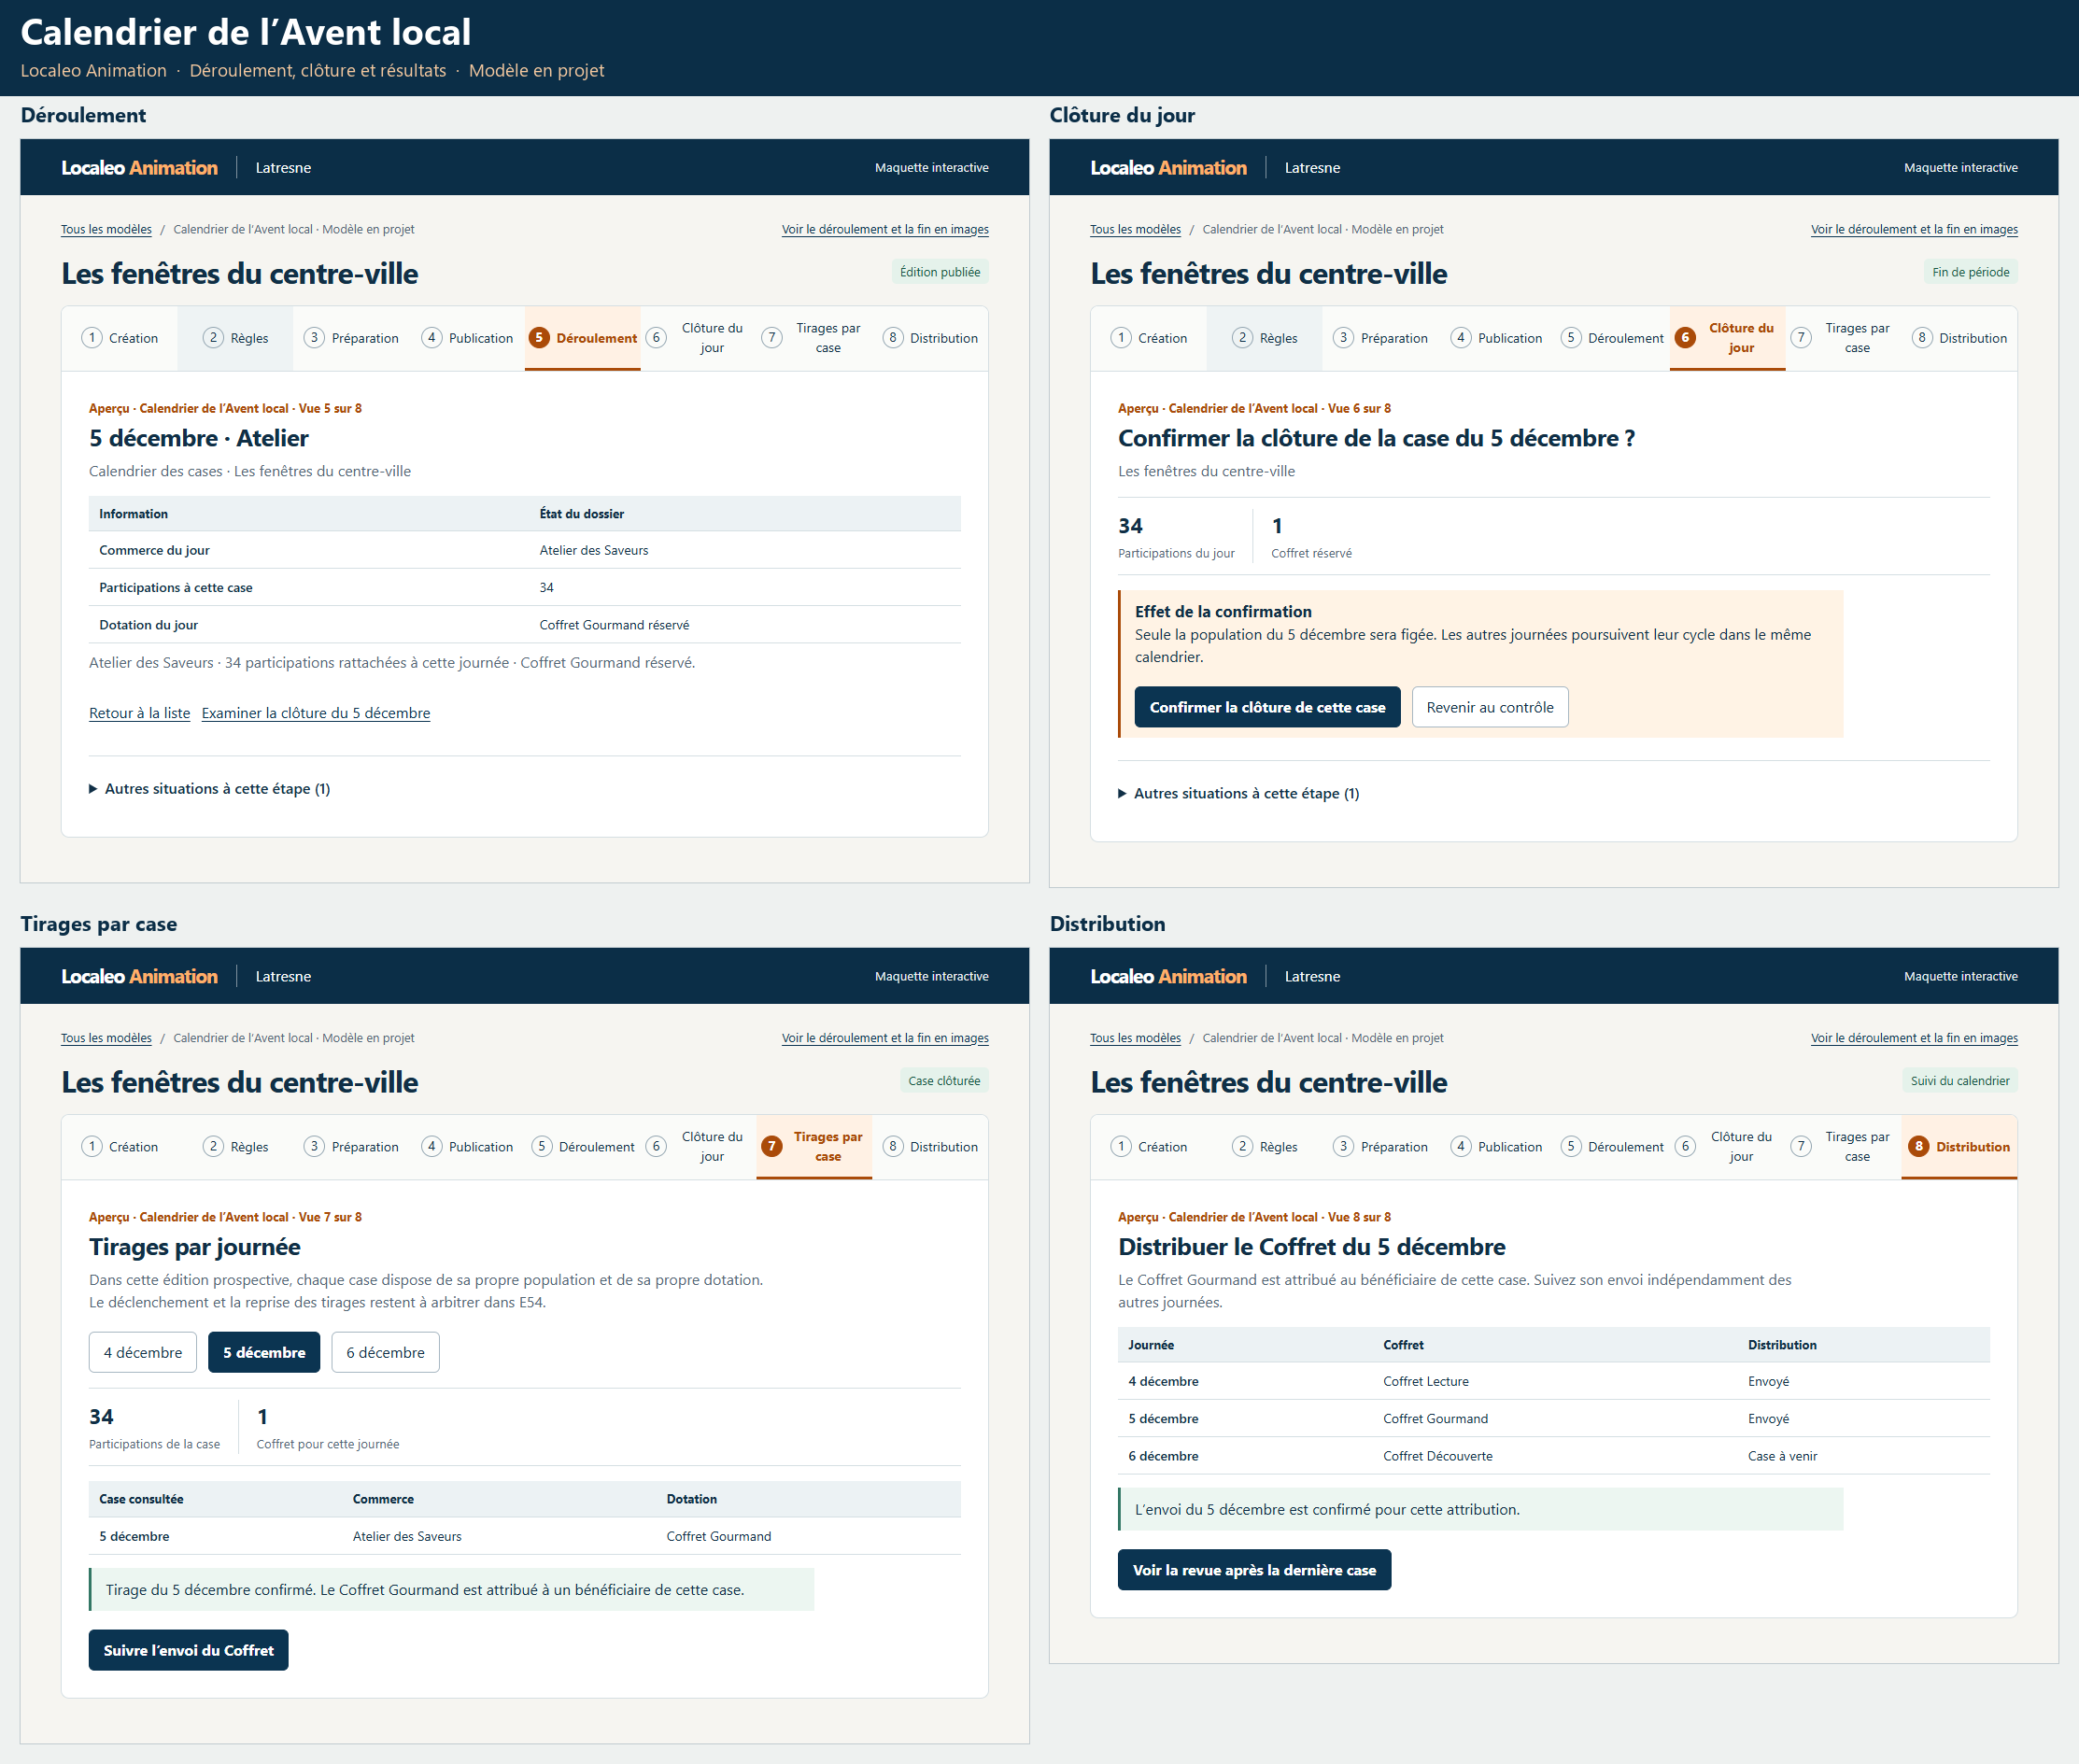 Calendrier de l’Avent local
Localeo Animation · Déroulement, clôture et résultats · Modèle en projet
Déroulement
Localeo Animation Latresne Maquette interactive
Tous les modèles / Calendrier de l’Avent local · Modèle en projet Voir le déroulement et la fin en images
Les fenêtres du centre-ville Édition publiée
1 Création 2 Règles 3 Préparation 4 Publication 5 Déroulement 6 Clôture du jour 7 Tirages par case 8 Distribution
Aperçu · Calendrier de l’Avent local · Vue 5 sur 8
5 décembre · Atelier
Calendrier des cases · Les fenêtres du centre-ville
Information État du dossier
Commerce du jour Atelier des Saveurs
Participations à cette case 34
Dotation du jour Coffret Gourmand réservé
Atelier des Saveurs · 34 participations rattachées à cette journée · Coffret Gourmand réservé.
Retour à la liste Examiner la clôture du 5 décembre
▶ Autres situations à cette étape (1)
Clôture du jour
Localeo Animation Latresne Maquette interactive
Tous les modèles / Calendrier de l’Avent local · Modèle en projet Voir le déroulement et la fin en images
Les fenêtres du centre-ville Fin de période
1 Création 2 Règles 3 Préparation 4 Publication 5 Déroulement 6 Clôture du jour 7 Tirages par case 8 Distribution
Aperçu · Calendrier de l’Avent local · Vue 6 sur 8
Confirmer la clôture de la case du 5 décembre ?
Les fenêtres du centre-ville
34 1
Participations du jour Coffret réservé
Effet de la confirmation
Seule la population du 5 décembre sera figée. Les autres journées poursuivent leur cycle dans le même
calendrier.
Confirmer la clôture de cette case Revenir au contrôle
▶ Autres situations à cette étape (1)
Tirages par case
Localeo Animation Latresne Maquette interactive
Tous les modèles / Calendrier de l’Avent local · Modèle en projet Voir le déroulement et la fin en images
Les fenêtres du centre-ville Case clôturée
1 Création 2 Règles 3 Préparation 4 Publication 5 Déroulement 6 Clôture du jour 7 Tirages par case 8 Distribution
Aperçu · Calendrier de l’Avent local · Vue 7 sur 8
Tirages par journée
Dans cette édition prospective, chaque case dispose de sa propre population et de sa propre dotation.
Le déclenchement et la reprise des tirages restent à arbitrer dans E54.
4 décembre 5 décembre 6 décembre
34 1
Participations de la case Coffret pour cette journée
Case consultée Commerce Dotation
5 décembre Atelier des Saveurs Coffret Gourmand
Tirage du 5 décembre confirmé. Le Coffret Gourmand est attribué à un bénéficiaire de cette case.
Suivre l’envoi du Coffret
Distribution
Localeo Animation Latresne Maquette interactive
Tous les modèles / Calendrier de l’Avent local · Modèle en projet Voir le déroulement et la fin en images
Les fenêtres du centre-ville Suivi du calendrier
1 Création 2 Règles 3 Préparation 4 Publication 5 Déroulement 6 Clôture du jour 7 Tirages par case 8 Distribution
Aperçu · Calendrier de l’Avent local · Vue 8 sur 8
Distribuer le Coffret du 5 décembre
Le Coffret Gourmand est attribué au bénéficiaire de cette case. Suivez son envoi indépendamment des
autres journées.
Journée Coffret Distribution
4 décembre Coffret Lecture Envoyé
5 décembre Coffret Gourmand Envoyé
6 décembre Coffret Découverte Case à venir
L’envoi du 5 décembre est confirmé pour cette attribution.
Voir la revue après la dernière case